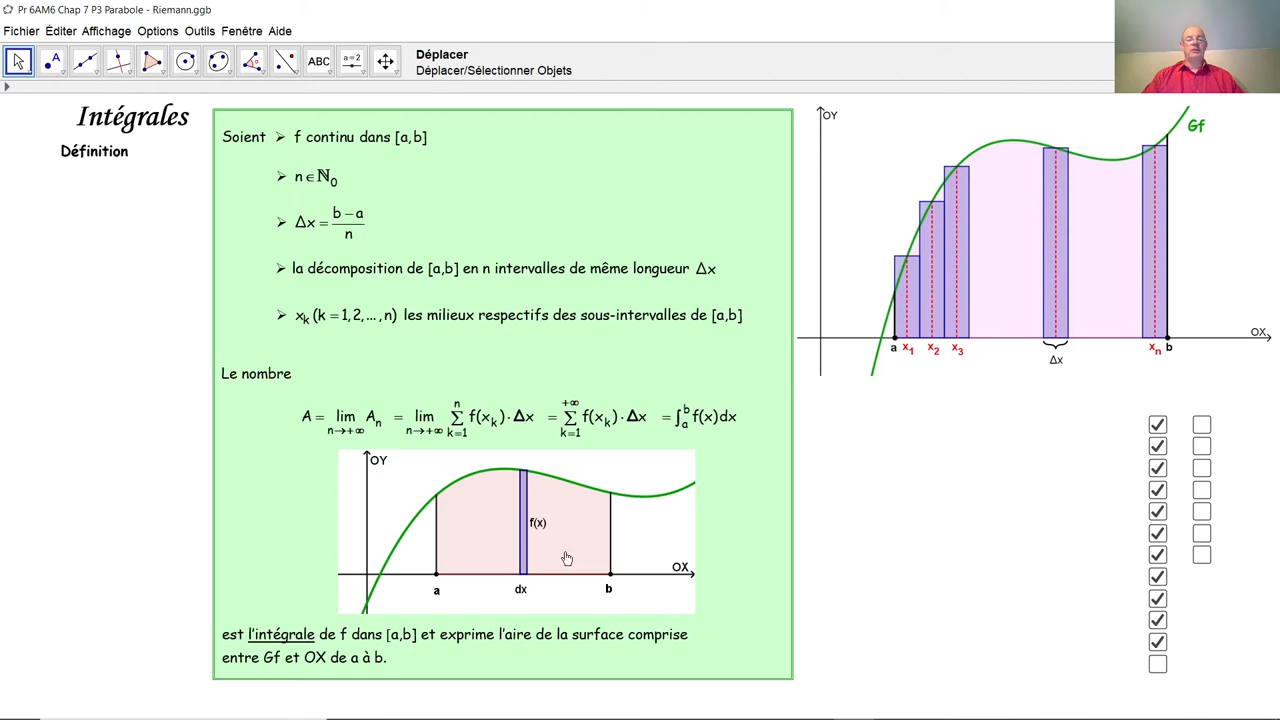 Pr 6AM6 Chap 7 P3 Parabole - Riemann.ggb
Fichier Éditer Affichage Options Outils Fenêtre Aide
A ABC a=2 Déplacer
Déplacer/Sélectionner Objets
Intégrales
Définition
Soient ➢ f continu dans [a,b]
➢ n∈ℕ₀
➢ Δx = (b − a)/n
➢ la décomposition de [a,b] en n intervalles de même longueur Δx
➢ xₖ (k = 1,2,...,n) les milieux respectifs des sous-intervalles de [a,b]
Le nombre
A = lim n→+∞ Aₙ = lim n→+∞ ∑ k=1 n f(xₖ)·Δx = ∑ k=1 +∞ f(xₖ)·Δx = ∫ₐᵇ f(x)dx
OY
f(x)
OX
a dx b
est l'intégrale de f dans [a,b] et exprime l'aire de la surface comprise
entre Gf et OX de a à b.
OY
Gf
OX
a x₁ x₂ x₃ xₙ b
Δx